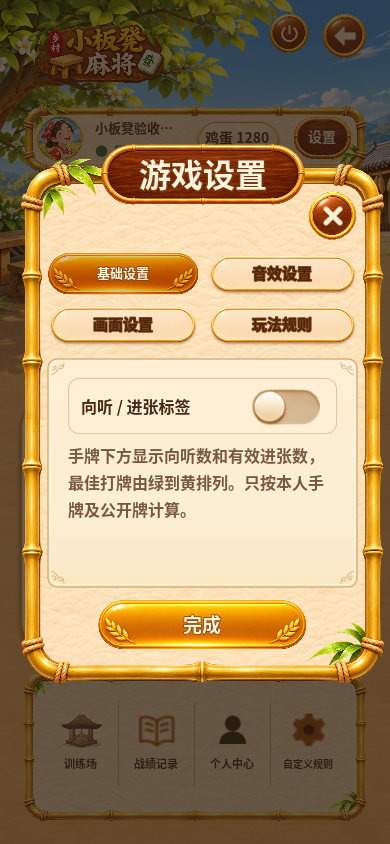 乡村
小板凳
麻将
發
小板凳验收…
鸡蛋 1280
设置
游戏设置
基础设置
音效设置
画面设置
玩法规则
向听 / 进张标签
手牌下方显示向听数和有效进张数，
最佳打牌由绿到黄排列。只按本人手
牌及公开牌计算。
完成
训练场
战绩记录
个人中心
自定义规则